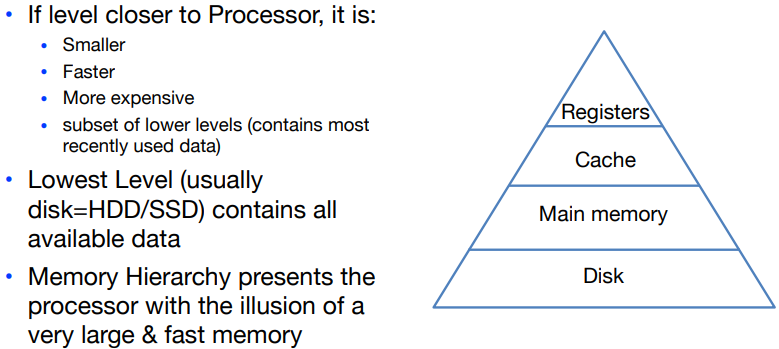 • If level closer to Processor, it is:
• Smaller
• Faster
• More expensive
• subset of lower levels (contains most
recently used data)
• Lowest Level (usually
disk=HDD/SSD) contains all
available data
• Memory Hierarchy presents the
processor with the illusion of a
very large & fast memory
Registers
Cache
Main memory
Disk